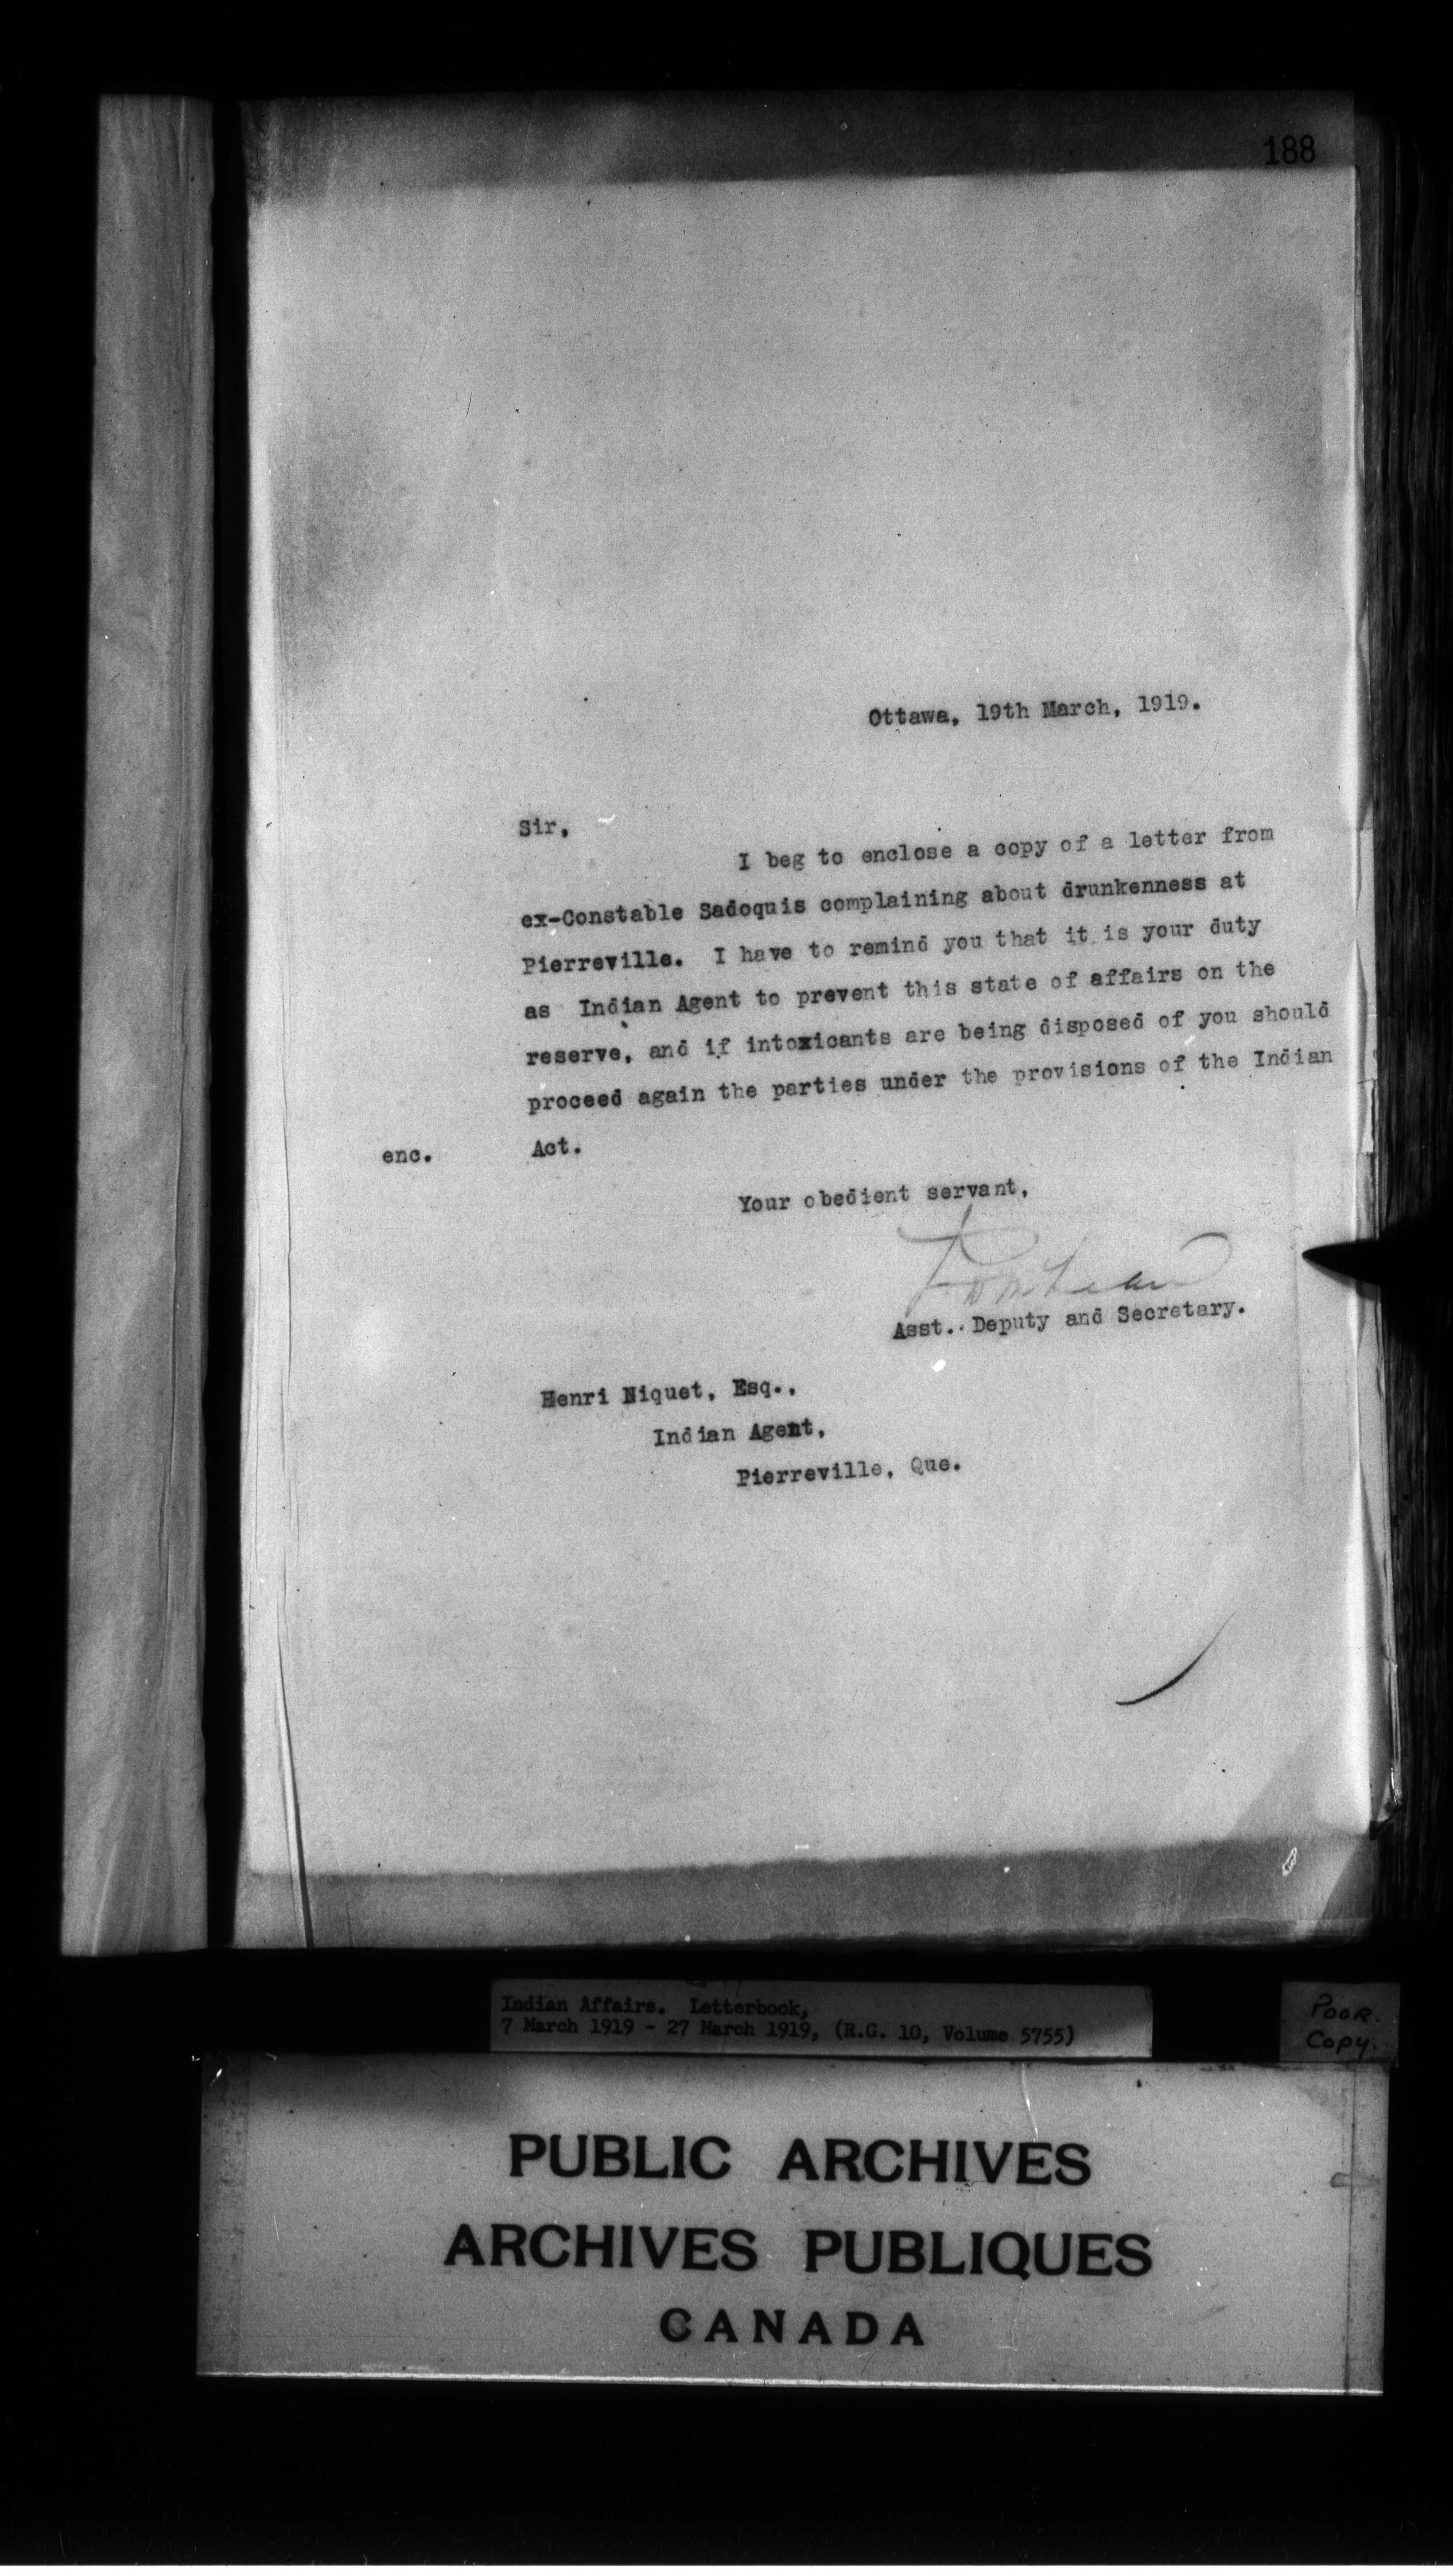 188
Ottawa, 19th March, 1919.
Sir,
I beg to enclose a copy of a letter from
ex-Constable Sadoquis complaining about drunkenness at
Pierreville. I have to remind you that it is your duty
as Indian Agent to prevent this state of affairs on the
reserve, and if intoxicants are being disposed of you should
proceed again the parties under the provisions of the Indian
enc. Act.
Your obedient servant,
Asst. Deputy and Secretary.
Henri Niquet, Esq.,
Indian Agent,
Pierreville, Que.
Indian Affairs. Letterbook,
7 March 1919 - 27 March 1919, (R.G. 10, Volume 5755)
POOR.
Copy.
PUBLIC ARCHIVES
ARCHIVES PUBLIQUES
CANADA